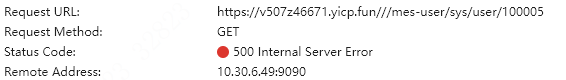 Request URL: https://v507z46671.yicp.fun///mes-user/sys/user/100005
Request Method: GET
Status Code: 500 Internal Server Error
Remote Address: 10.30.6.49:9090